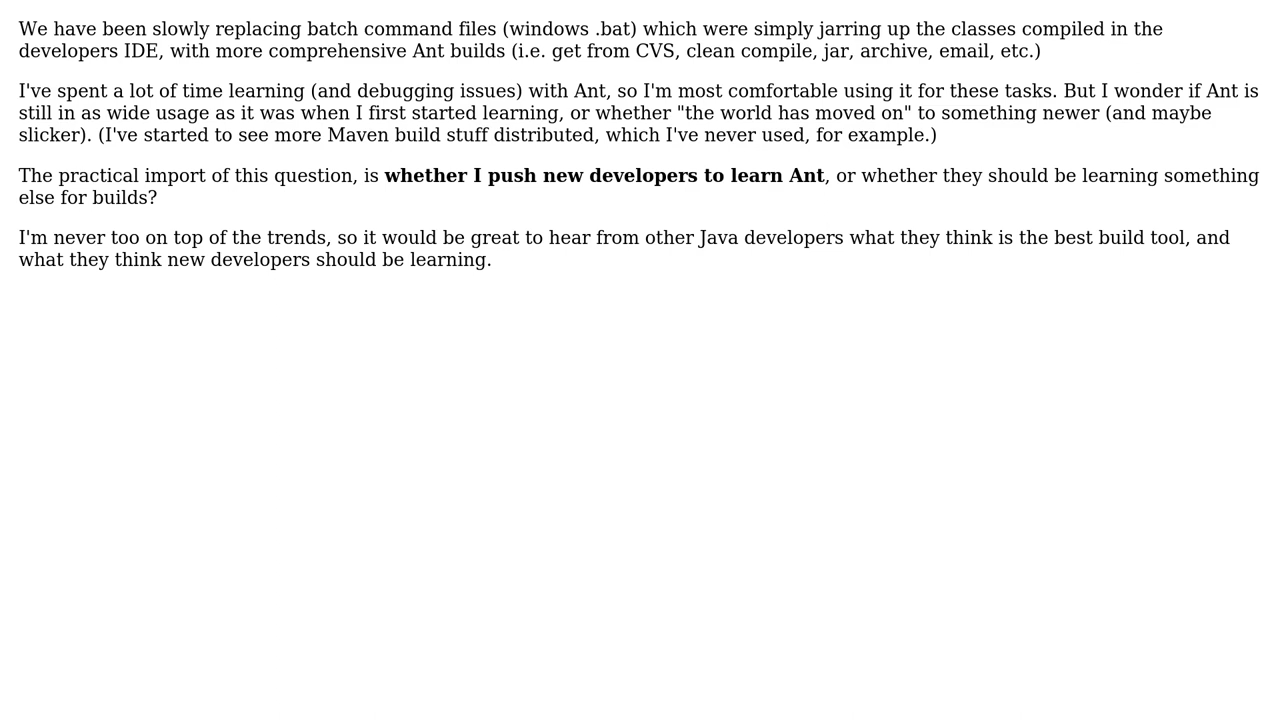 We have been slowly replacing batch command files (windows .bat) which were simply jarring up the classes compiled in the
developers IDE, with more comprehensive Ant builds (i.e. get from CVS, clean compile, jar, archive, email, etc.)
I've spent a lot of time learning (and debugging issues) with Ant, so I'm most comfortable using it for these tasks. But I wonder if Ant is
still in as wide usage as it was when I first started learning, or whether "the world has moved on" to something newer (and maybe
slicker). (I've started to see more Maven build stuff distributed, which I've never used, for example.)
The practical import of this question, is whether I push new developers to learn Ant, or whether they should be learning something
else for builds?
I'm never too on top of the trends, so it would be great to hear from other Java developers what they think is the best build tool, and
what they think new developers should be learning.